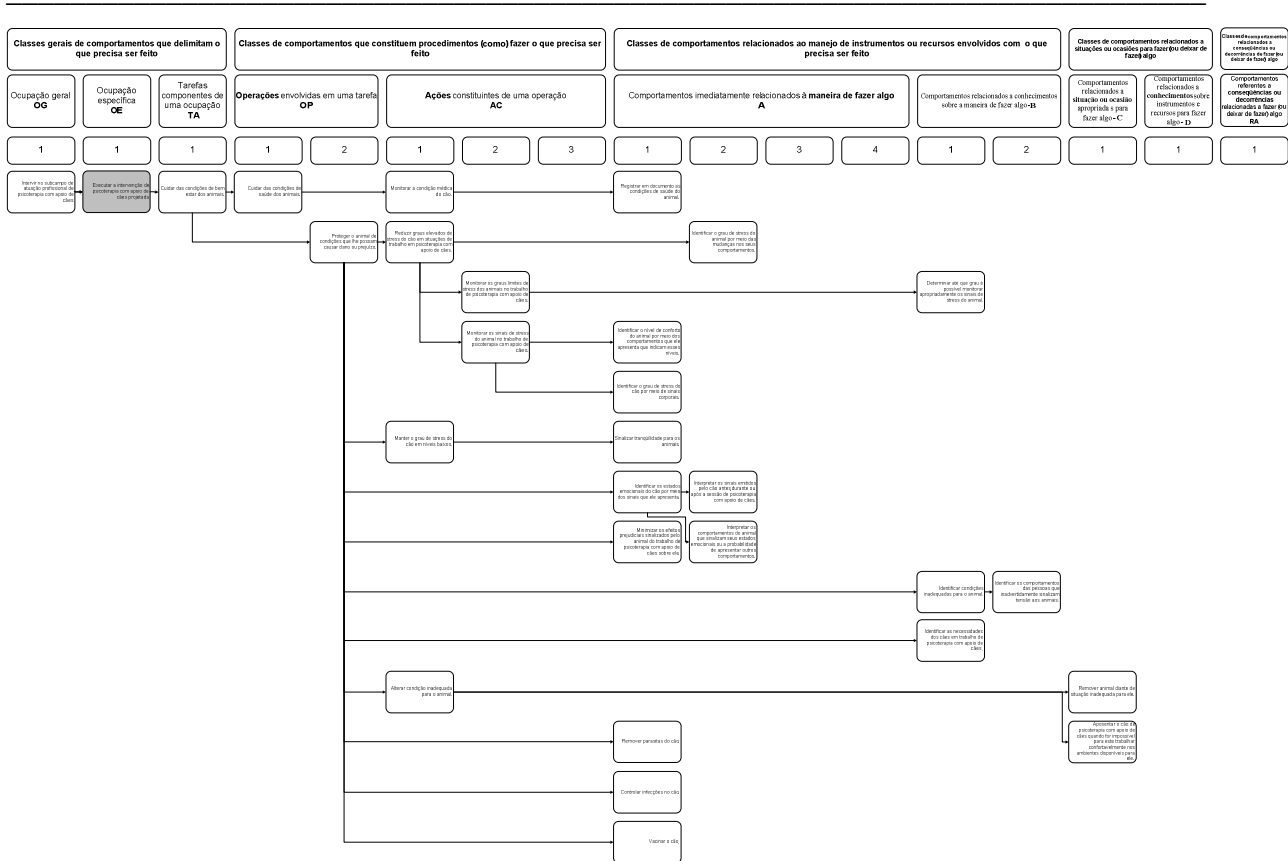 Classes gerais de comportamentos que delimitam o
que precisa ser feito
Classes de comportamentos que constituem procedimentos (como) fazer o que precisa ser
feito
Classes de comportamentos relacionados ao manejo de instrumentos ou recursos envolvidos com o que
precisa ser feito
Classes de comportamentos relacionados a
situações ou ocasiões para fazer (ou deixar de
fazer) algo
Classes de comportamentos
relacionados a
conseqüências ou
decorrências de fazer (ou
deixar de fazer) algo
Ocupação geral
OG
Ocupação
específica
OE
Tarefas
componentes de
uma ocupação
TA
Operações envolvidas em uma tarefa
OP
Ações constituintes de uma operação
AC
Comportamentos imediatamente relacionados à maneira de fazer algo
A
Comportamentos relacionados a conhecimentos
sobre a maneira de fazer algo - B
Comportamentos
relacionados a
situação ou ocasião
apropriada s para
fazer algo - C
Comportamentos
relacionados a
conhecimentos sobre
instrumentos e
recursos para fazer
algo - D
Comportamentos
referentes a
conseqüências ou
decorrências
relacionadas a fazer (ou
deixar de fazer) algo
RA
1 1 1 1 2 1 2 3 1 2 3 4 1 2 1 1 1
Intervir no subcampo de
atuação profissional de
psicoterapia com apoio de
cães.
Executar a intervenção de
psicoterapia com apoio de
cães projetada
Cuidar das condições de bem
estar dos animais.
Cuidar das condições de
saúde dos animais.
Monitorar a condição médica
do cão.
Registrar em documento as
condições de saúde do
animal.
Proteger o animal de
condições que lhe possam
causar dano ou prejuízo.
Reduzir graus elevados de
stress do cão em situações de
trabalho em psicoterapia com
apoio de cães.
Identificar o grau de stress do
animal por meio das
mudanças nos seus
comportamentos.
Monitorar os graus limites de
stress dos animais no trabalho
de psicoterapia com apoio de
cães.
Determinar até que grau é
possível monitorar
apropriadamente os sinais de
stress do animal.
Monitorar os sinais de stress
do animal no trabalho de
psicoterapia com apoio de
cães.
Identificar o nível de conforto
do animal por meio dos
comportamentos que ele
apresenta que indicam esses
níveis.
Identificar o grau de stress do
cão por meio de sinais
corporais.
Manter o grau de stress do
cão em níveis baixos.
Sinalizar tranqüilidade para os
animais.
Identificar os estados
emocionais do cão por meio
dos sinais que ele apresenta.
Interpretar os sinais emitidos
pelo cão antes, durante ou
após a sessão de psicoterapia
com apoio de cães.
Minimizar os efeitos
prejudiciais sinalizados pelo
animal do trabalho de
psicoterapia com apoio de
cães sobre ele.
Interpretar os
comportamentos do animal
que sinalizam seus estados
emocionais ou a probabilidade
de apresentar outros
comportamentos.
Identificar condições
inadequadas para o animal.
Identificar os comportamentos
das pessoas que
inadvertidamente sinalizam
tensão aos animais.
Identificar as necessidades
dos cães em trabalho de
psicoterapia com apoio de
cães.
Alterar condição inadequada
para o animal.
Remover animal diante de
situação inadequada para ele.
Aposentar o cão de
psicoterapia com apoio de
cães quando for impossível
para este trabalhar
confortavelmente nos
ambientes disponíveis para
ele.
Remover parasitas do cão.
Controlar infecções no cão.
Vacinar o cão.